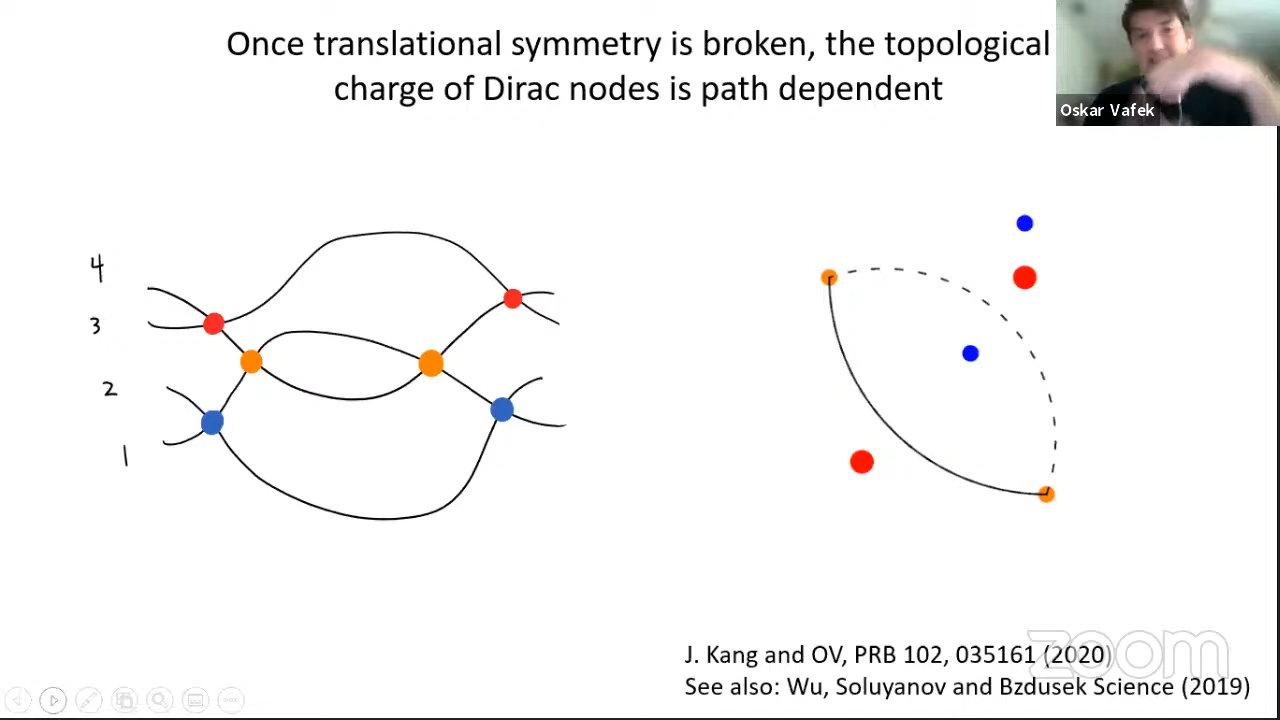 Once translational symmetry is broken, the topological
charge of Dirac nodes is path dependent
Oskar Vafek
4
3
2
1
zoom
J. Kang and OV, PRB 102, 035161 (2020)
See also: Wu, Soluyanov and Bzdusek Science (2019)